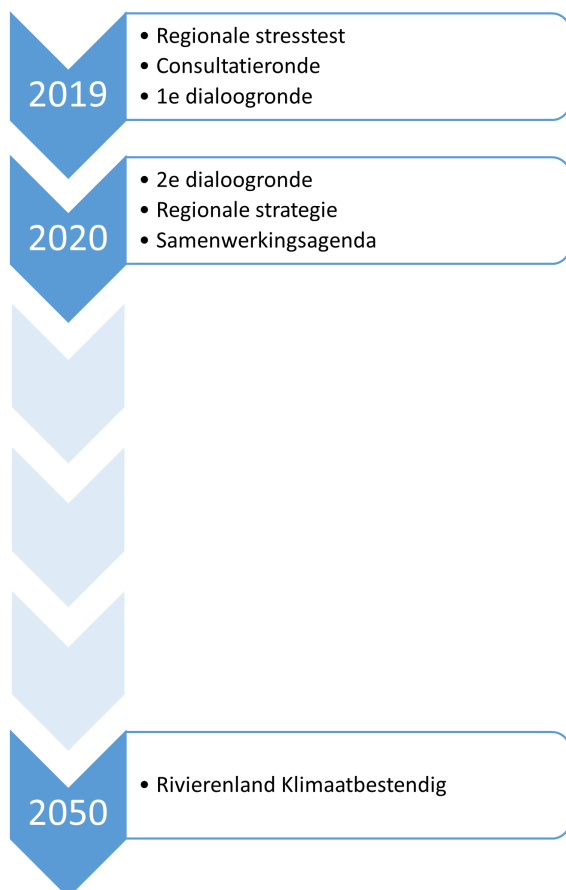 2019
• Regionale stresstest
• Consultatieronde
• 1e dialoogronde
2020
• 2e dialoogronde
• Regionale strategie
• Samenwerkingsagenda
2050
• Rivierenland Klimaatbestendig